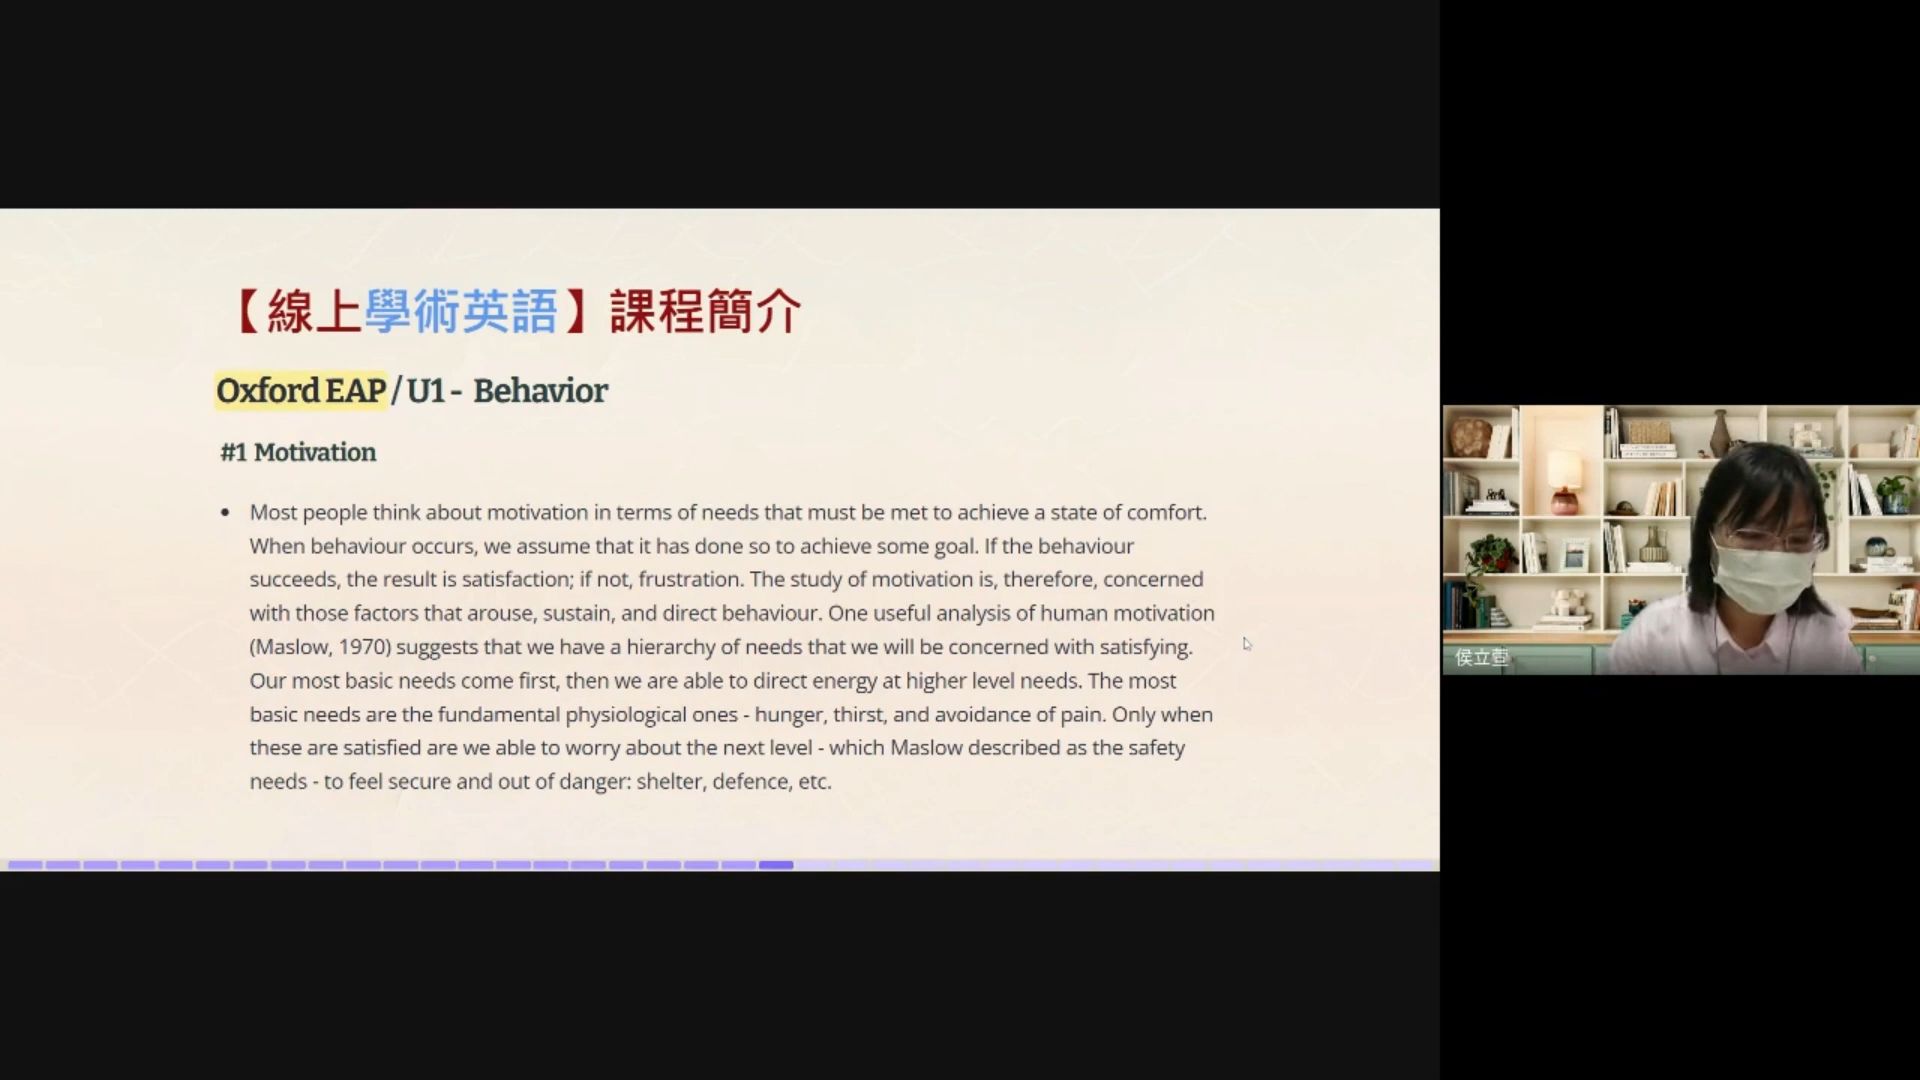 【線上學術英語】課程簡介
Oxford EAP / U1 - Behavior
#1 Motivation
• Most people think about motivation in terms of needs that must be met to achieve a state of comfort.
When behaviour occurs, we assume that it has done so to achieve some goal. If the behaviour
succeeds, the result is satisfaction; if not, frustration. The study of motivation is, therefore, concerned
with those factors that arouse, sustain, and direct behaviour. One useful analysis of human motivation
(Maslow, 1970) suggests that we have a hierarchy of needs that we will be concerned with satisfying.
Our most basic needs come first, then we are able to direct energy at higher level needs. The most
basic needs are the fundamental physiological ones - hunger, thirst, and avoidance of pain. Only when
these are satisfied are we able to worry about the next level - which Maslow described as the safety
needs - to feel secure and out of danger: shelter, defence, etc.
侯立壼